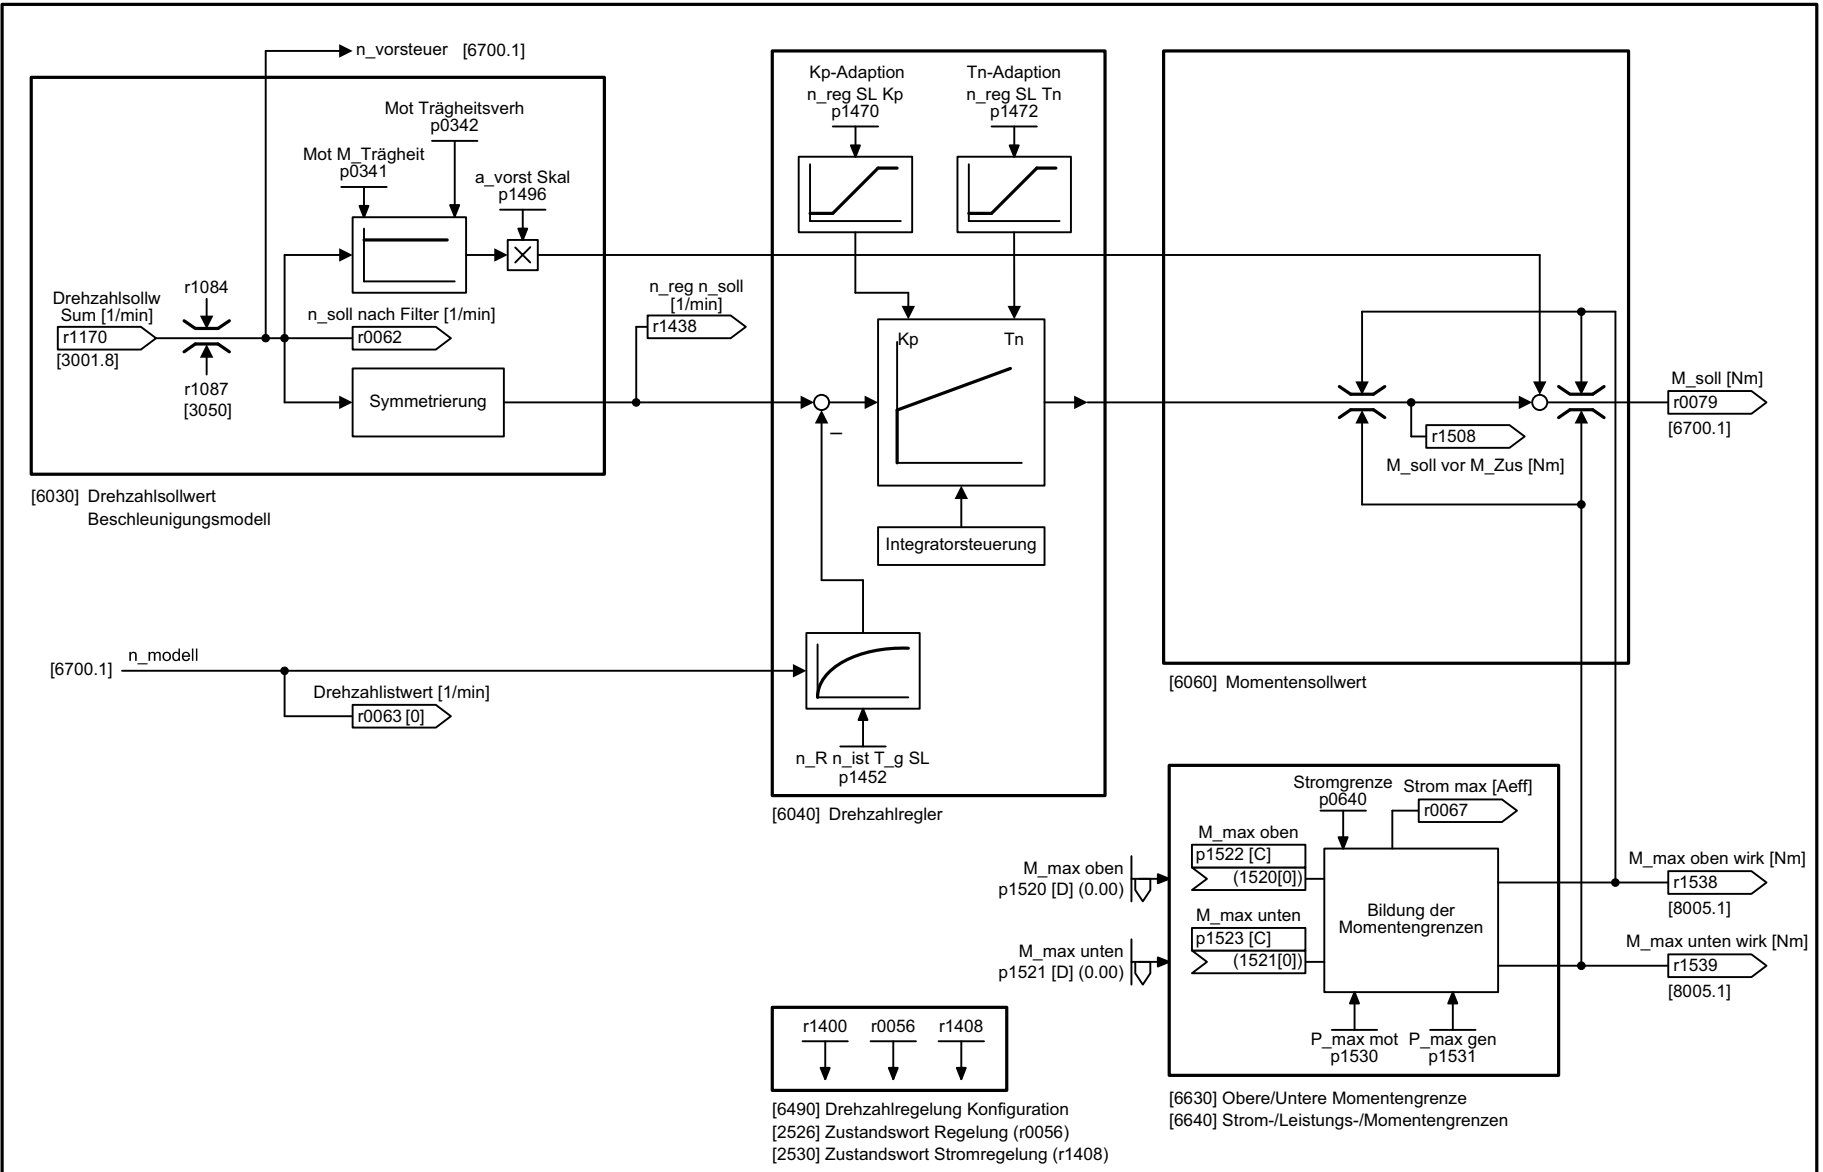 n_vorsteuer [6700.1]
Mot Trägheitsverh
p0342
Mot M_Trägheit
p0341
a_vorst Skal
p1496
r1084
Drehzahlsollw
Sum [1/min]
r1170
[3001.8]
r1087
[3050]
n_soll nach Filter [1/min]
r0062
Symmetrierung
[6030] Drehzahlsollwert
Beschleunigungsmodell
n_reg n_soll
[1/min]
r1438
Kp-Adaption
n_reg SL Kp
p1470
Tn-Adaption
n_reg SL Tn
p1472
Kp
Tn
–
Integratorsteuerung
[6700.1]
n_modell
Drehzahlistwert [1/min]
r0063 [0]
n_R n_ist T_g SL
p1452
[6040] Drehzahlregler
M_soll [Nm]
r0079
[6700.1]
r1508
M_soll vor M_Zus [Nm]
[6060] Momentensollwert
Stromgrenze
p0640
Strom max [Aeff]
r0067
M_max oben
p1520 [D] (0.00)
M_max oben
p1522 [C]
(1520[0])
M_max unten
p1521 [D] (0.00)
M_max unten
p1523 [C]
(1521[0])
Bildung der
Momentengrenzen
M_max oben wirk [Nm]
r1538
[8005.1]
M_max unten wirk [Nm]
r1539
[8005.1]
P_max mot
p1530
P_max gen
p1531
[6630] Obere/Untere Momentengrenze
[6640] Strom-/Leistungs-/Momentengrenzen
r1400
r0056
r1408
[6490] Drehzahlregelung Konfiguration
[2526] Zustandswort Regelung (r0056)
[2530] Zustandswort Stromregelung (r1408)